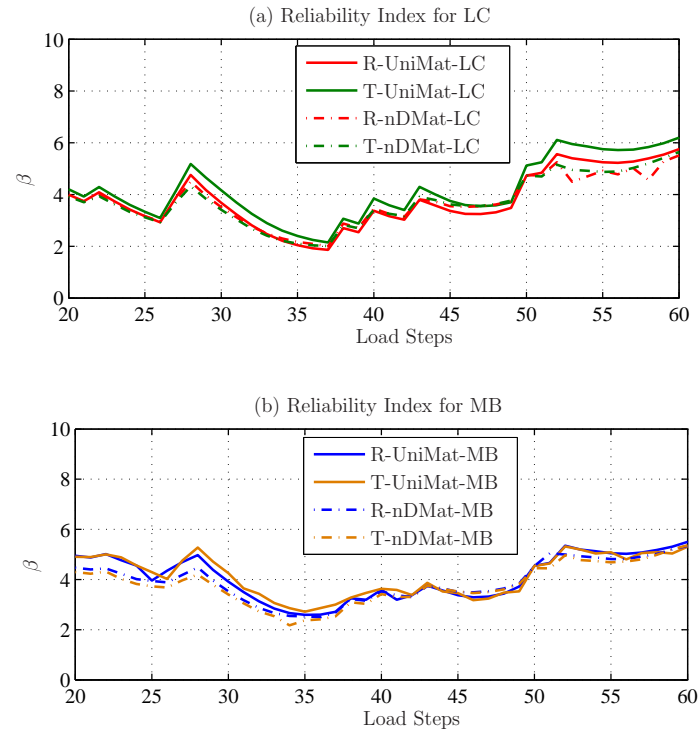 (a) Reliability Index for LC
10
8
6
4
2
0
β
R-UniMat-LC
T-UniMat-LC
R-nDMat-LC
T-nDMat-LC
20 25 30 35 40 45 50 55 60
Load Steps
(b) Reliability Index for MB
10
8
6
4
2
0
β
R-UniMat-MB
T-UniMat-MB
R-nDMat-MB
T-nDMat-MB
20 25 30 35 40 45 50 55 60
Load Steps